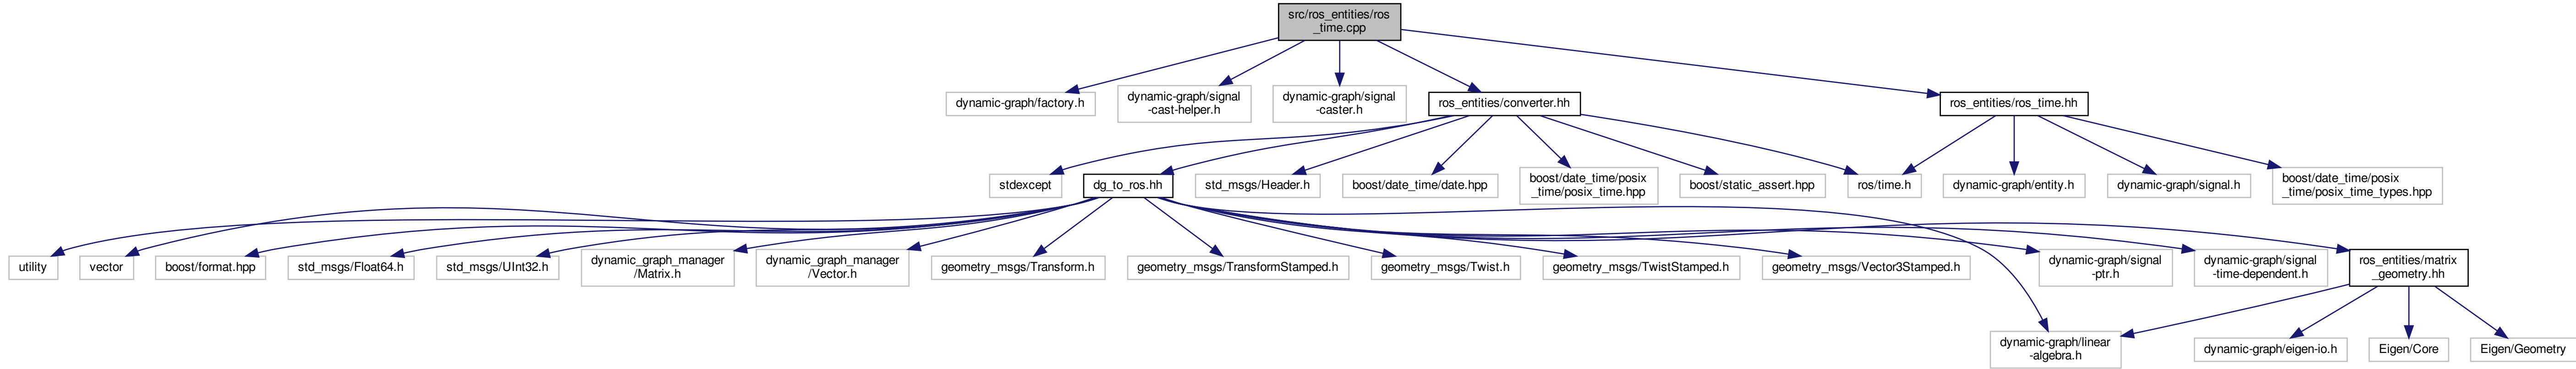 src/ros_entities/ros
_time.cpp
dynamic-graph/factory.h
dynamic-graph/signal
-cast-helper.h
dynamic-graph/signal
-caster.h
ros_entities/converter.hh
ros_entities/ros_time.hh
stdexcept
dg_to_ros.hh
std_msgs/Header.h
boost/date_time/date.hpp
boost/date_time/posix
_time/posix_time.hpp
boost/static_assert.hpp
ros/time.h
dynamic-graph/entity.h
dynamic-graph/signal.h
boost/date_time/posix
_time/posix_time_types.hpp
utility
vector
boost/format.hpp
std_msgs/Float64.h
std_msgs/UInt32.h
dynamic_graph_manager
/Matrix.h
dynamic_graph_manager
/Vector.h
geometry_msgs/Transform.h
geometry_msgs/TransformStamped.h
geometry_msgs/Twist.h
geometry_msgs/TwistStamped.h
geometry_msgs/Vector3Stamped.h
dynamic-graph/signal
-ptr.h
dynamic-graph/signal
-time-dependent.h
ros_entities/matrix
_geometry.hh
dynamic-graph/linear
-algebra.h
dynamic-graph/eigen-io.h
Eigen/Core
Eigen/Geometry